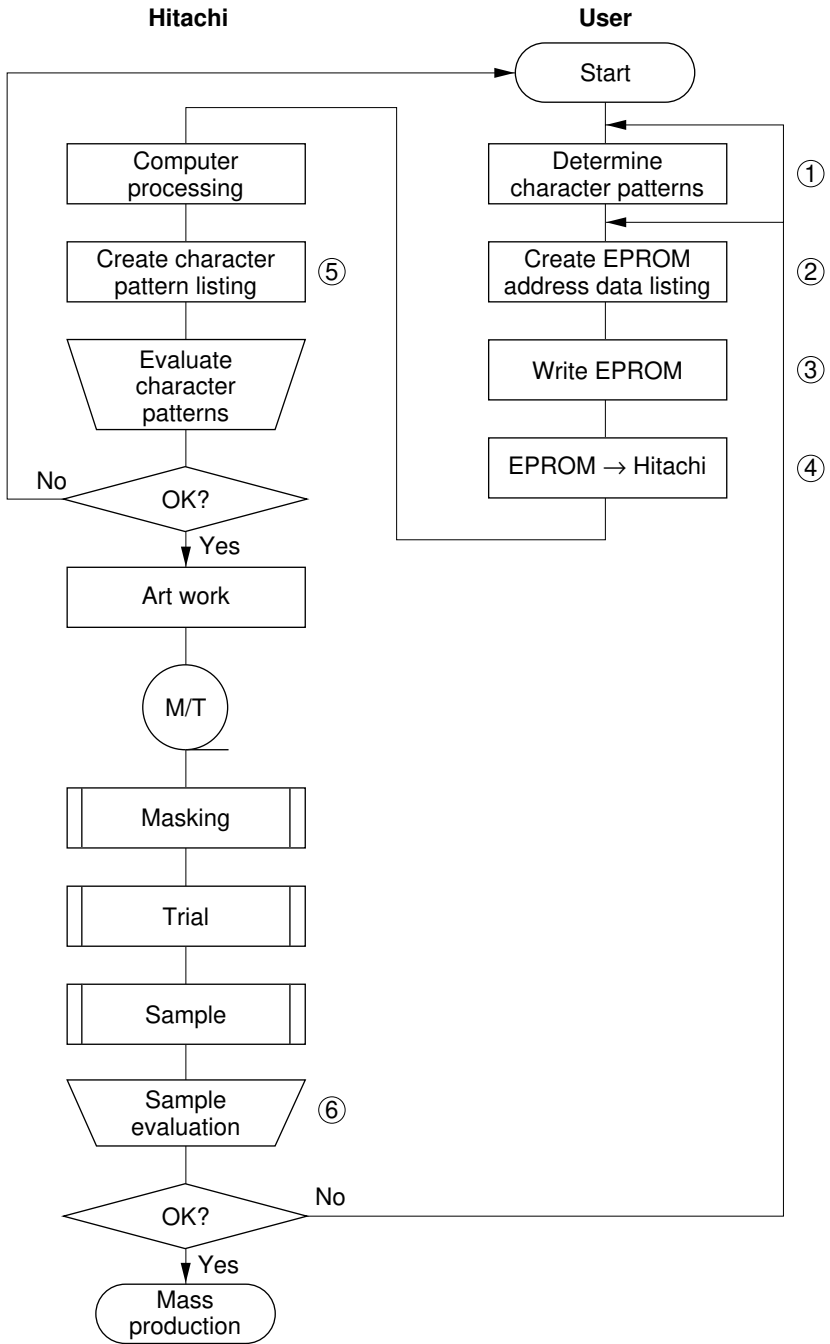 Hitachi
User
Start
Computer
processing
Determine
character patterns
①
Create character
pattern listing
⑤
Create EPROM
address data listing
②
Evaluate
character
patterns
Write EPROM
③
EPROM → Hitachi
④
No
OK?
Yes
Art work
M/T
Masking
Trial
Sample
Sample
evaluation
⑥
No
OK?
Yes
Mass
production